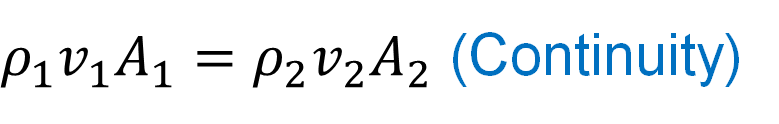 ρ₁v₁A₁ = ρ₂v₂A₂ (Continuity)